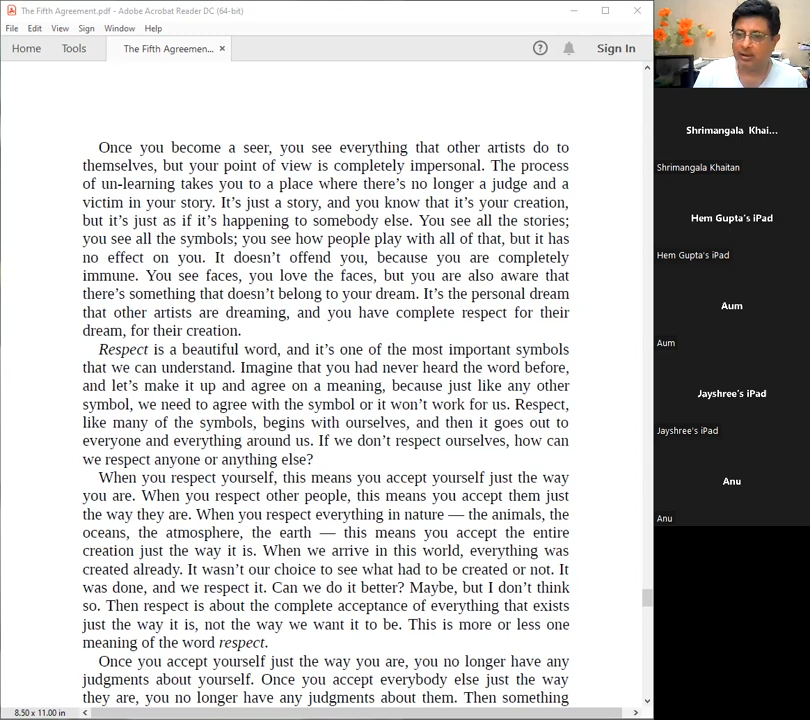 The Fifth Agreement.pdf - Adobe Acrobat Reader DC (64-bit)
File Edit View Sign Window Help
Home Tools The Fifth Agreemen... × Sign In
Once you become a seer, you see everything that other artists do to
themselves, but your point of view is completely impersonal. The process
of un-learning takes you to a place where there's no longer a judge and a
victim in your story. It's just a story, and you know that it's your creation,
but it's just as if it's happening to somebody else. You see all the stories;
you see all the symbols; you see how people play with all of that, but it has
no effect on you. It doesn't offend you, because you are completely
immune. You see faces, you love the faces, but you are also aware that
there's something that doesn't belong to your dream. It's the personal dream
that other artists are dreaming, and you have complete respect for their
dream, for their creation.
Respect is a beautiful word, and it's one of the most important symbols
that we can understand. Imagine that you had never heard the word before,
and let's make it up and agree on a meaning, because just like any other
symbol, we need to agree with the symbol or it won't work for us. Respect,
like many of the symbols, begins with ourselves, and then it goes out to
everyone and everything around us. If we don't respect ourselves, how can
we respect anyone or anything else?
When you respect yourself, this means you accept yourself just the way
you are. When you respect other people, this means you accept them just
the way they are. When you respect everything in nature — the animals, the
oceans, the atmosphere, the earth — this means you accept the entire
creation just the way it is. When we arrive in this world, everything was
created already. It wasn't our choice to see what had to be created or not. It
was done, and we respect it. Can we do it better? Maybe, but I don't think
so. Then respect is about the complete acceptance of everything that exists
just the way it is, not the way we want it to be. This is more or less one
meaning of the word respect.
Once you accept yourself just the way you are, you no longer have any
judgments about yourself. Once you accept everybody else just the way
they are, you no longer have any judgments about them. Then something
8.50 x 11.00 in
Shrimangala Khai...
Shrimangala Khaitan
Hem Gupta's iPad
Hem Gupta's iPad
Aum
Aum
Jayshree's iPad
Jayshree's iPad
Anu
Anu